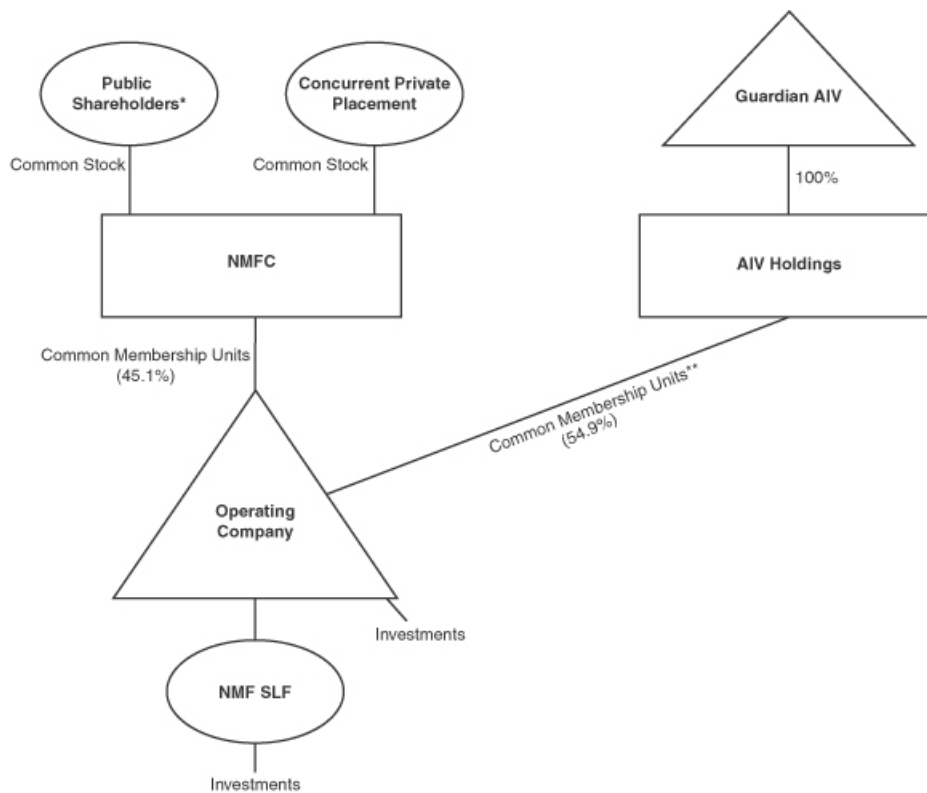 Public
Shareholders*
Concurrent Private
Placement
Guardian AIV
Common Stock
Common Stock
100%
NMFC
AIV Holdings
Common Membership Units
(45.1%)
Common Membership Units**
(54.9%)
Operating
Company
Investments
NMF SLF
Investments